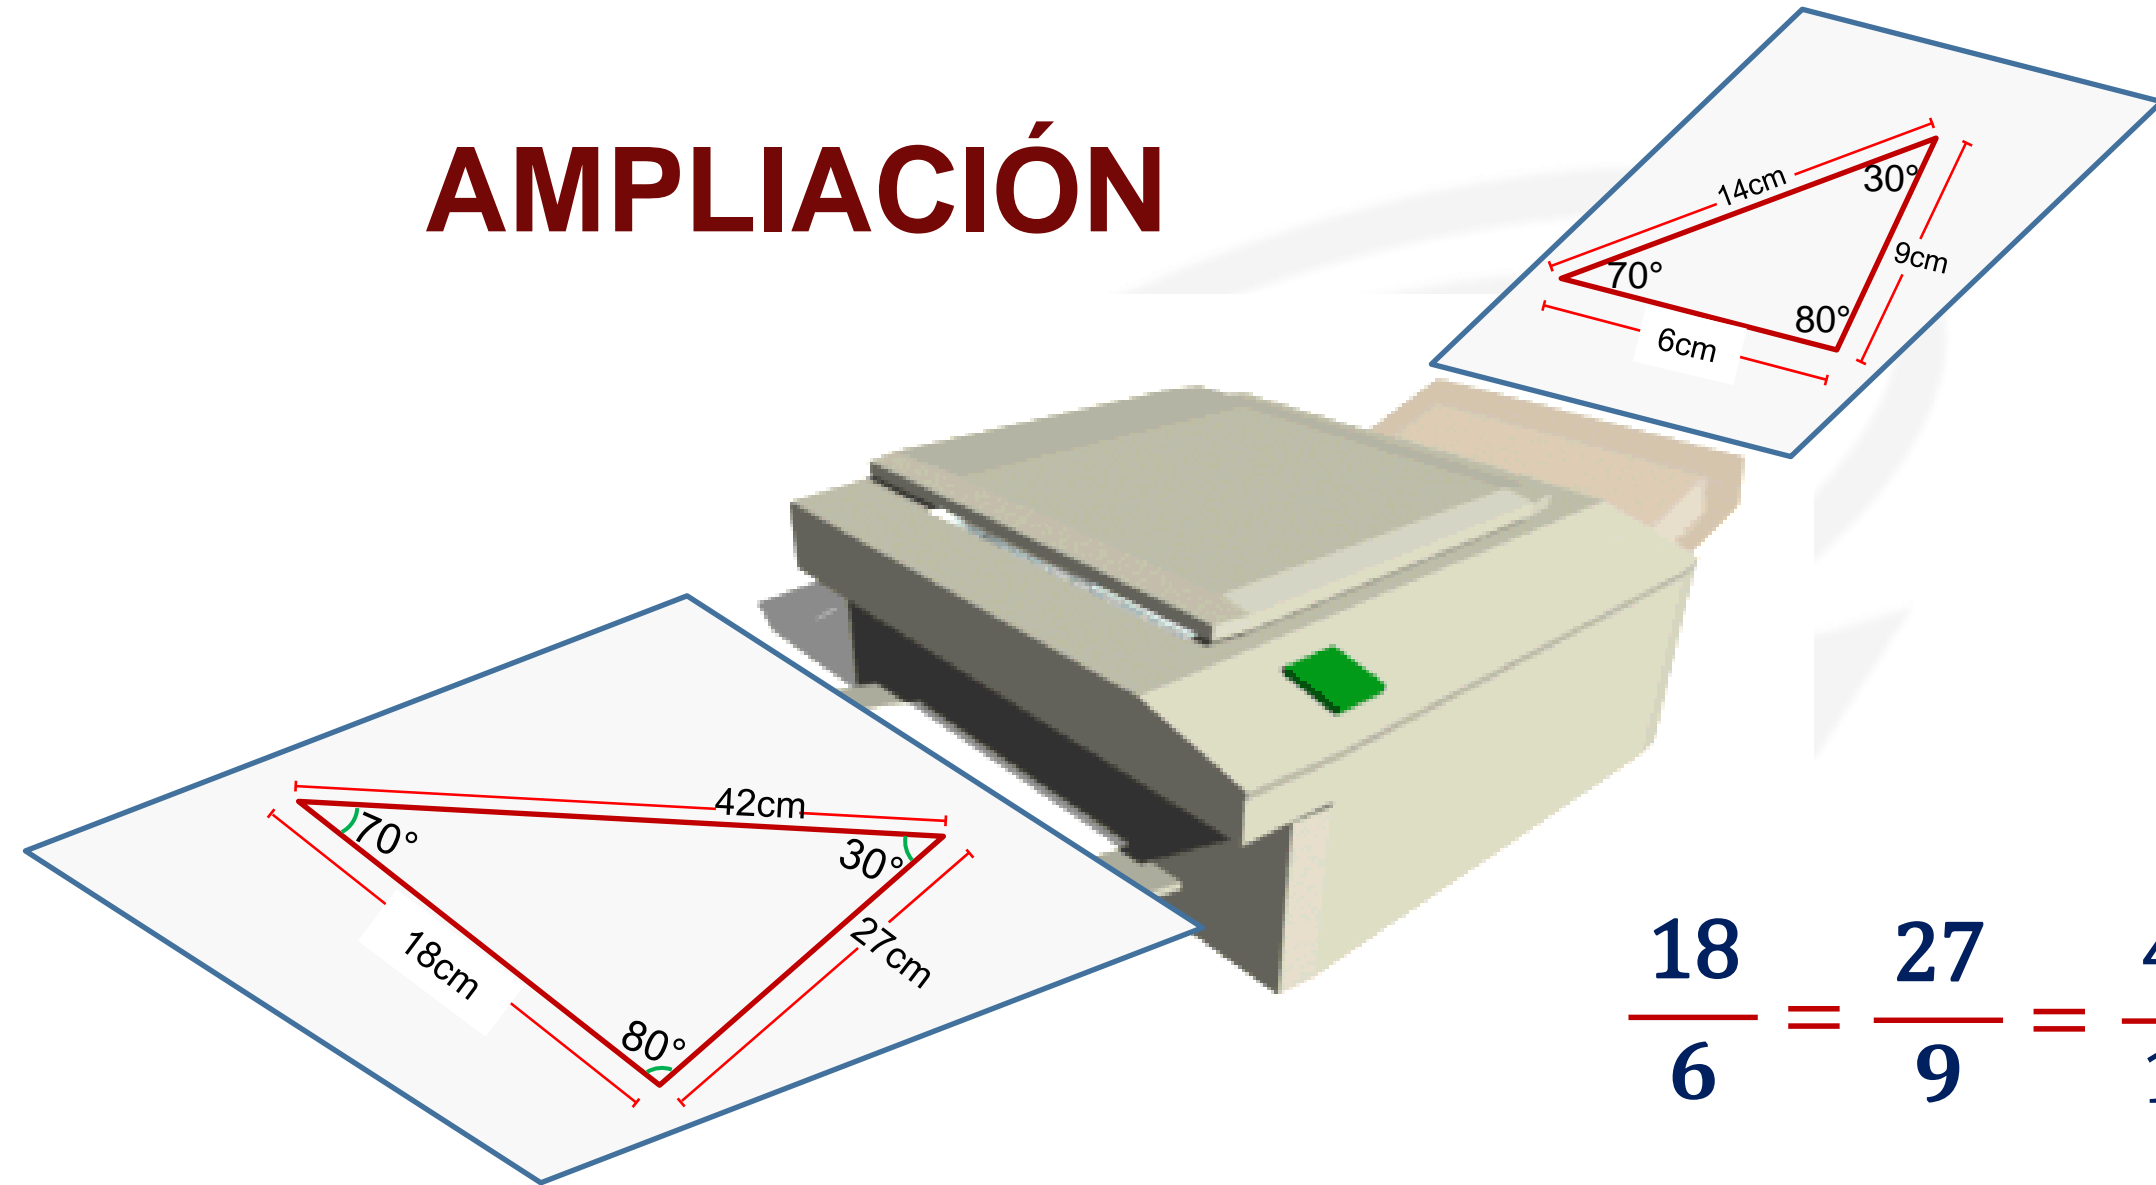 AMPLIACIÓN
14cm
30°
9cm
70°
80°
6cm
42cm
70°
30°
18cm
27cm
80°
18/6 = 27/9 =